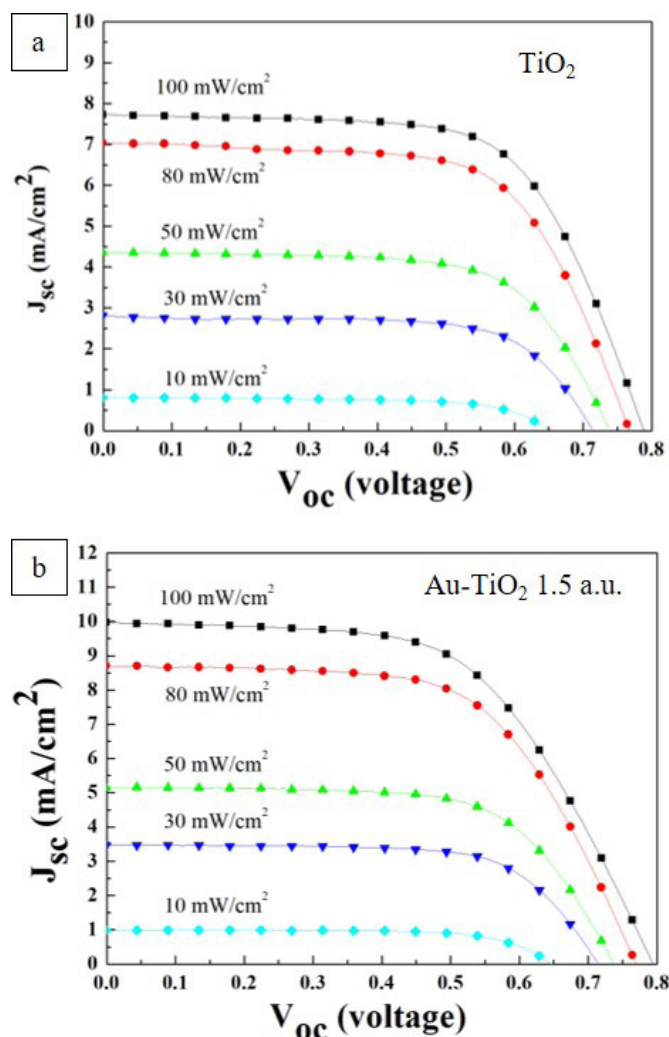 a
TiO₂
100 mW/cm²
80 mW/cm²
50 mW/cm²
30 mW/cm²
10 mW/cm²
J_sc (mA/cm²)
10
9
8
7
6
5
4
3
2
1
0
0.0 0.1 0.2 0.3 0.4 0.5 0.6 0.7 0.8
V_oc (voltage)
b
Au-TiO₂ 1.5 a.u.
100 mW/cm²
80 mW/cm²
50 mW/cm²
30 mW/cm²
10 mW/cm²
J_sc (mA/cm²)
12
11
10
9
8
7
6
5
4
3
2
1
0
0.0 0.1 0.2 0.3 0.4 0.5 0.6 0.7 0.8
V_oc (voltage)